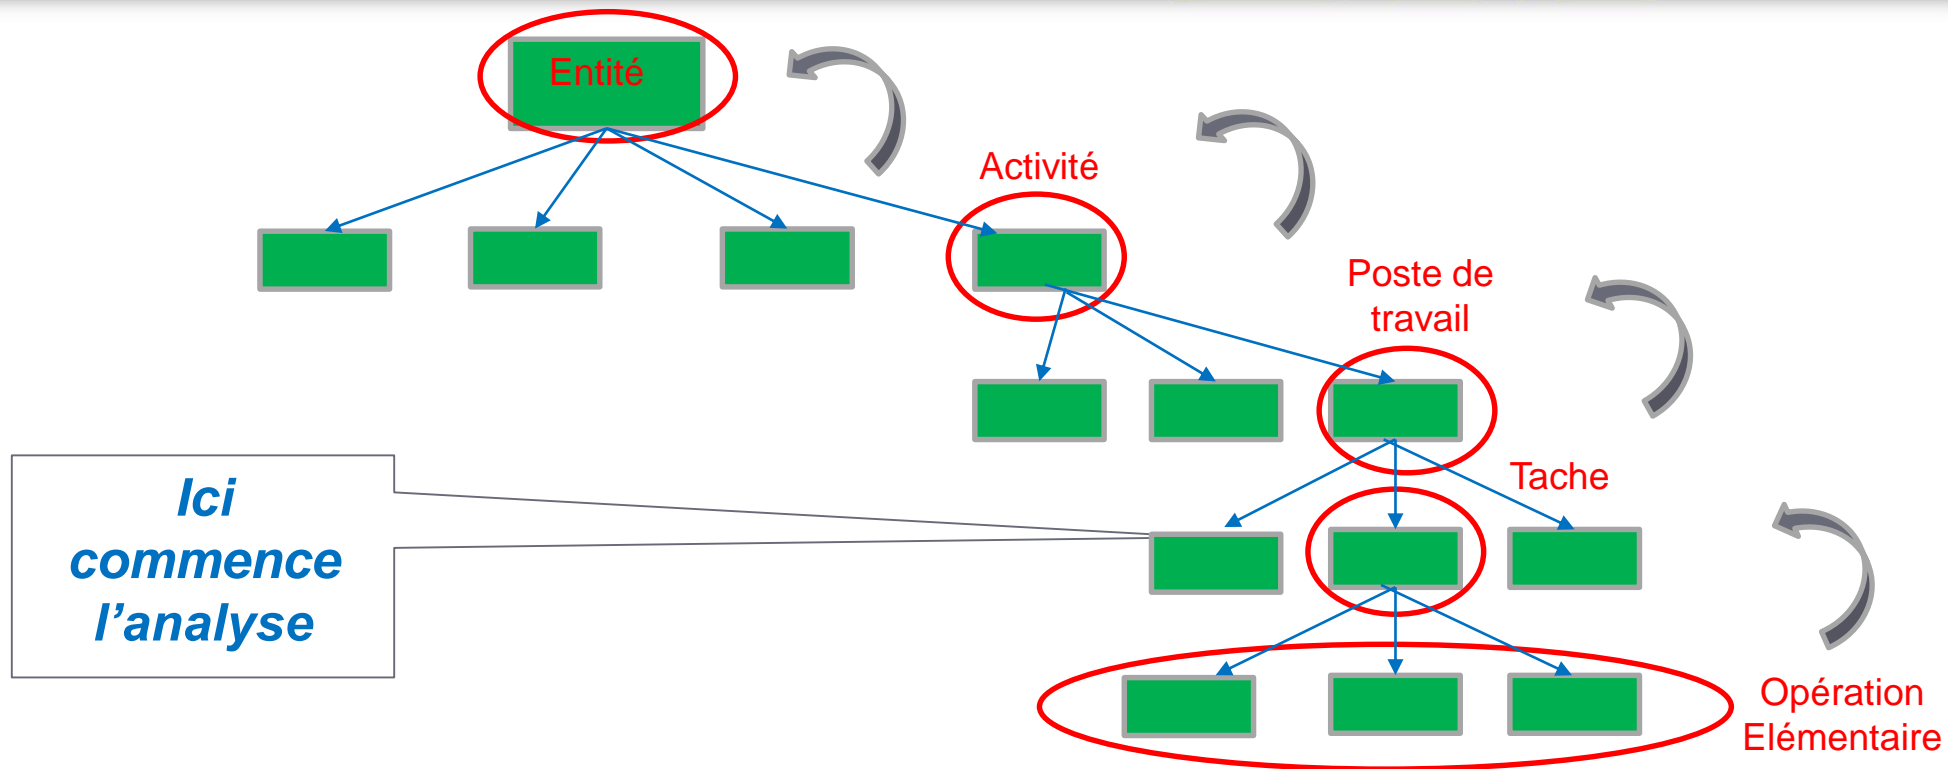 Entité
Activité
Poste de
travail
Tache
Ici
commence
l’analyse
Opération
Elémentaire